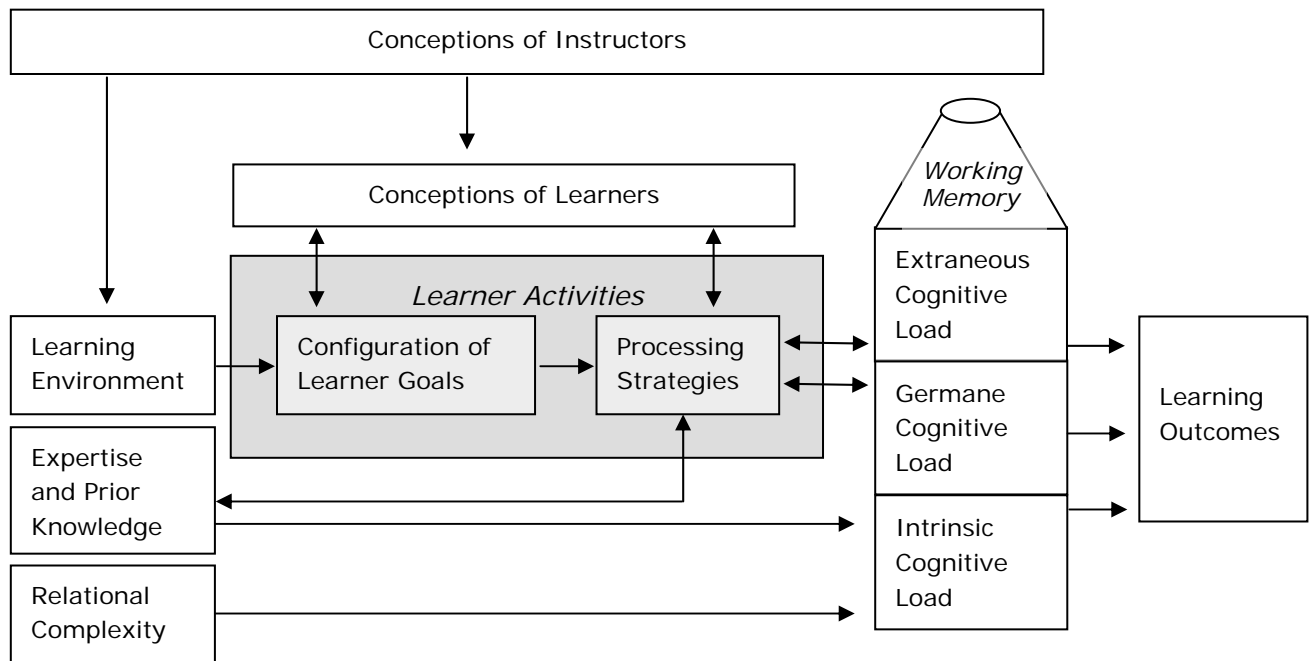 Conceptions of Instructors
Working
Memory
Conceptions of Learners
Extraneous
Cognitive
Load
Learner Activities
Learning
Environment
Configuration of
Learner Goals
Processing
Strategies
Germane
Cognitive
Load
Learning
Outcomes
Expertise
and Prior
Knowledge
Intrinsic
Cognitive
Load
Relational
Complexity